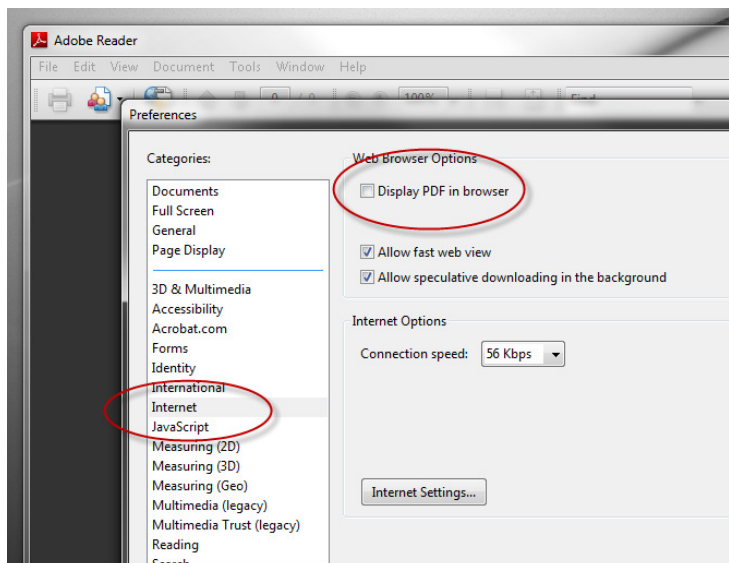 Adobe Reader
File Edit View Document Tools Window Help
Preferences
Categories:
Documents
Full Screen
General
Page Display
3D & Multimedia
Accessibility
Acrobat.com
Forms
Identity
International
Internet
JavaScript
Measuring (2D)
Measuring (3D)
Measuring (Geo)
Multimedia (legacy)
Multimedia Trust (legacy)
Reading
Web Browser Options
Display PDF in browser
Allow fast web view
Allow speculative downloading in the background
Internet Options
Connection speed: 56 Kbps
Internet Settings...